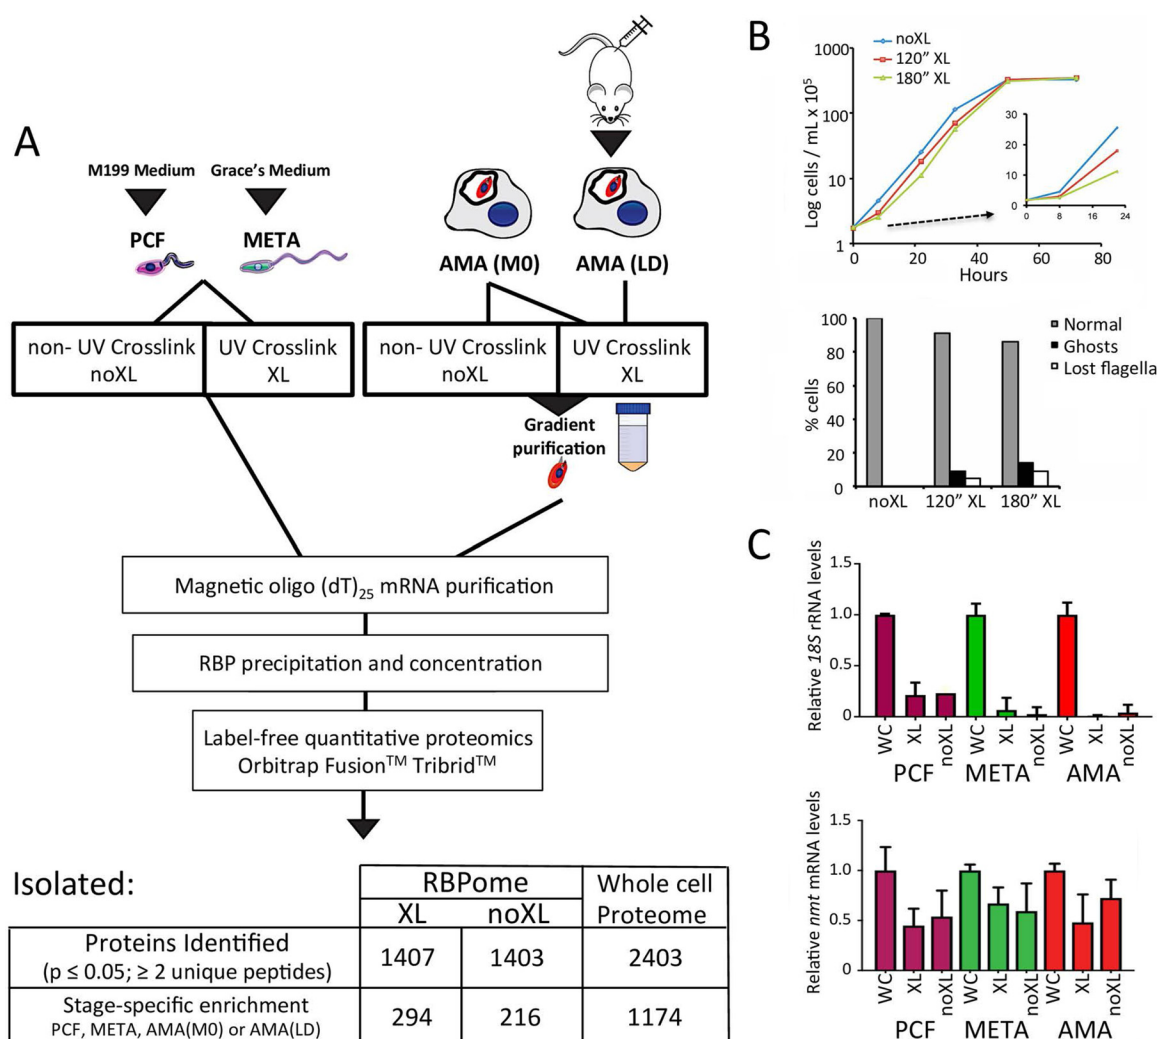 A
M199 Medium
Grace's Medium
PCF
META
AMA (M0)
AMA (LD)
non- UV Crosslink
noXL
UV Crosslink
XL
non- UV Crosslink
noXL
UV Crosslink
XL
Gradient
purification
Magnetic oligo (dT)25 mRNA purification
RBP precipitation and concentration
Label-free quantitative proteomics
Orbitrap Fusion™ Tribrid™
Isolated:
RBPome
Whole cell
Proteome
XL
noXL
Proteins Identified
(p ≤ 0.05; ≥ 2 unique peptides)
1407
1403
2403
Stage-specific enrichment
PCF, META, AMA(M0) or AMA(LD)
294
216
1174
B
noXL
120” XL
180” XL
Log cells / mL x 10⁵
1000
100
10
1
0
20
40
60
80
Hours
30
20
10
0
0
8
16
24
% cells
100
80
60
40
20
0
Normal
Ghosts
Lost flagella
noXL
120” XL
180” XL
C
Relative 18S rRNA levels
1.5
1.0
0.5
0
WC
XL
noXL
WC
XL
noXL
WC
XL
noXL
PCF
META
AMA
Relative nmt mRNA levels
1.5
1.0
0.5
0
WC
XL
noXL
WC
XL
noXL
WC
XL
noXL
PCF
META
AMA